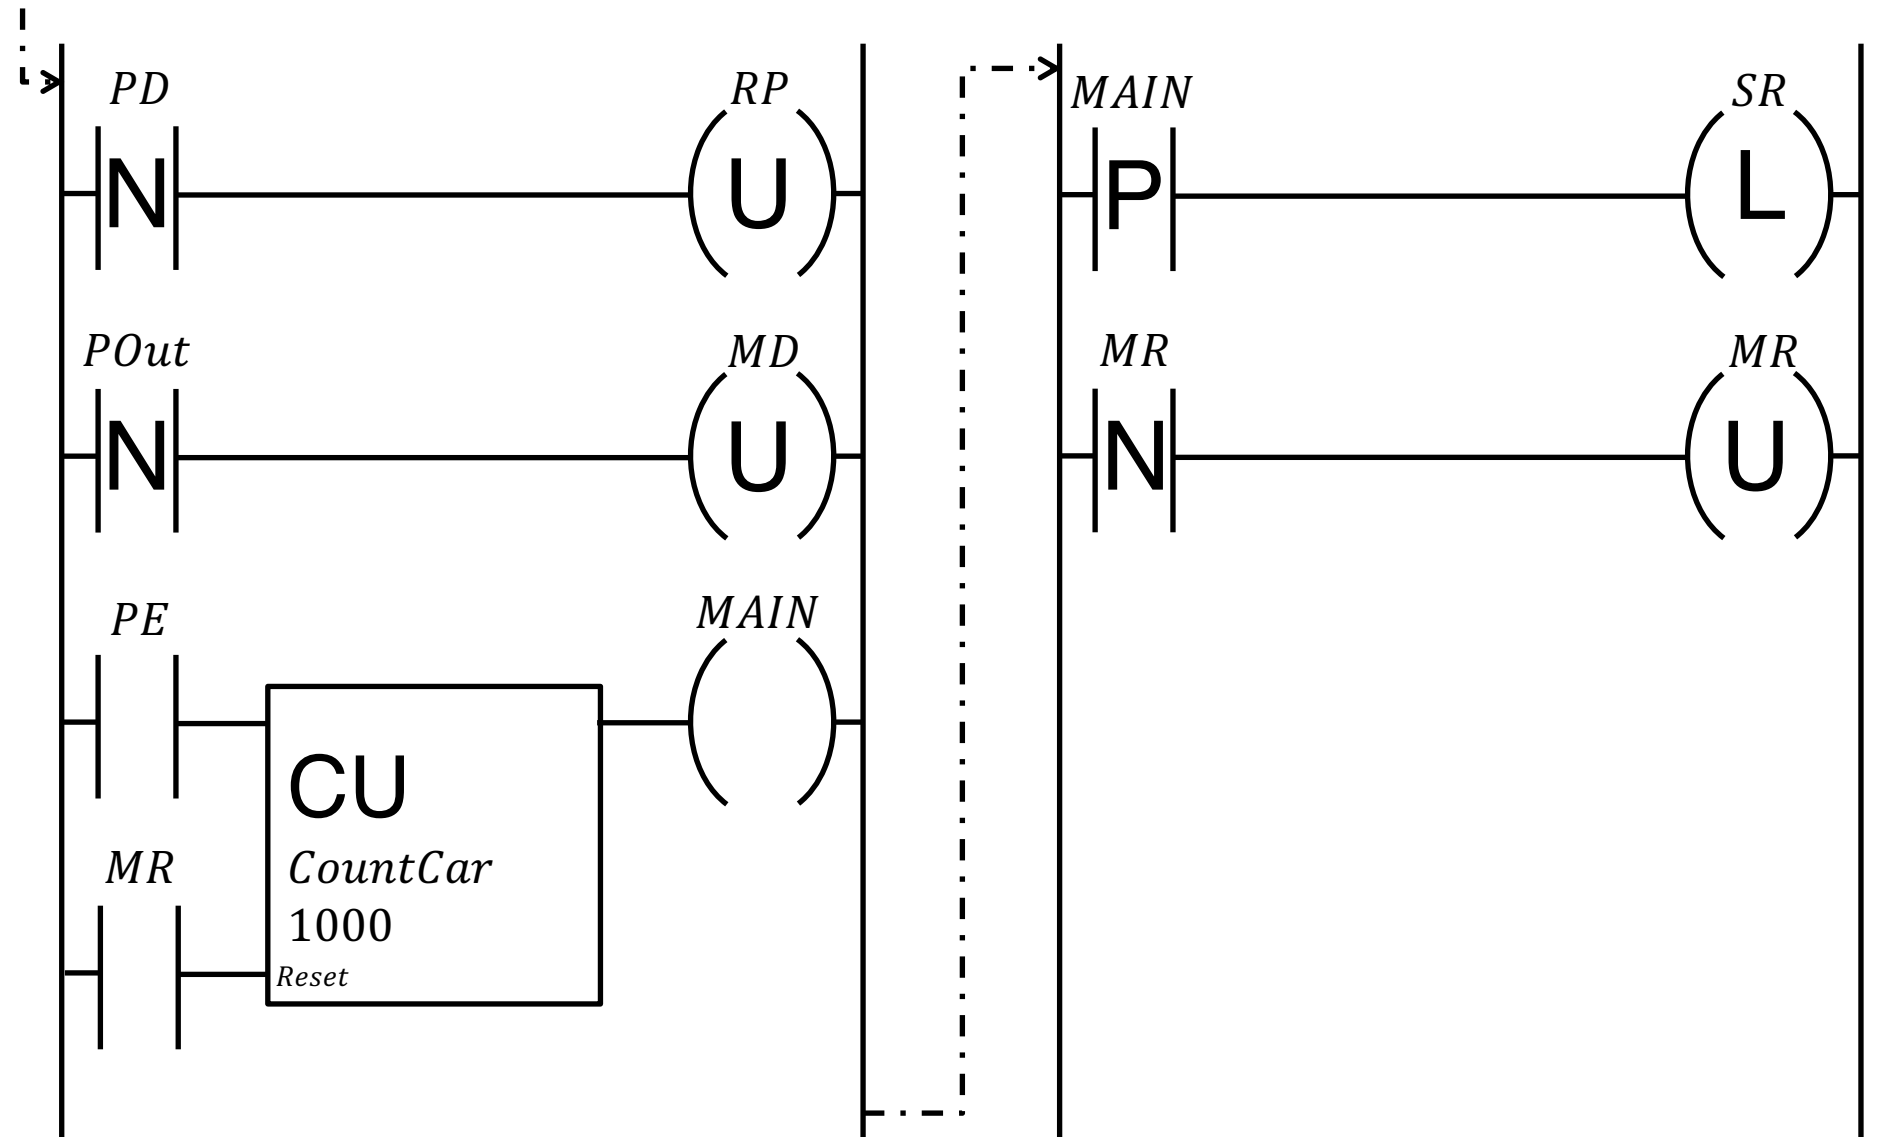 PD
RP
N
U
POut
MD
N
U
PE
MAIN
CU
CountCar
1000
Reset
MR
MAIN
SR
P
L
MR
MR
N
U